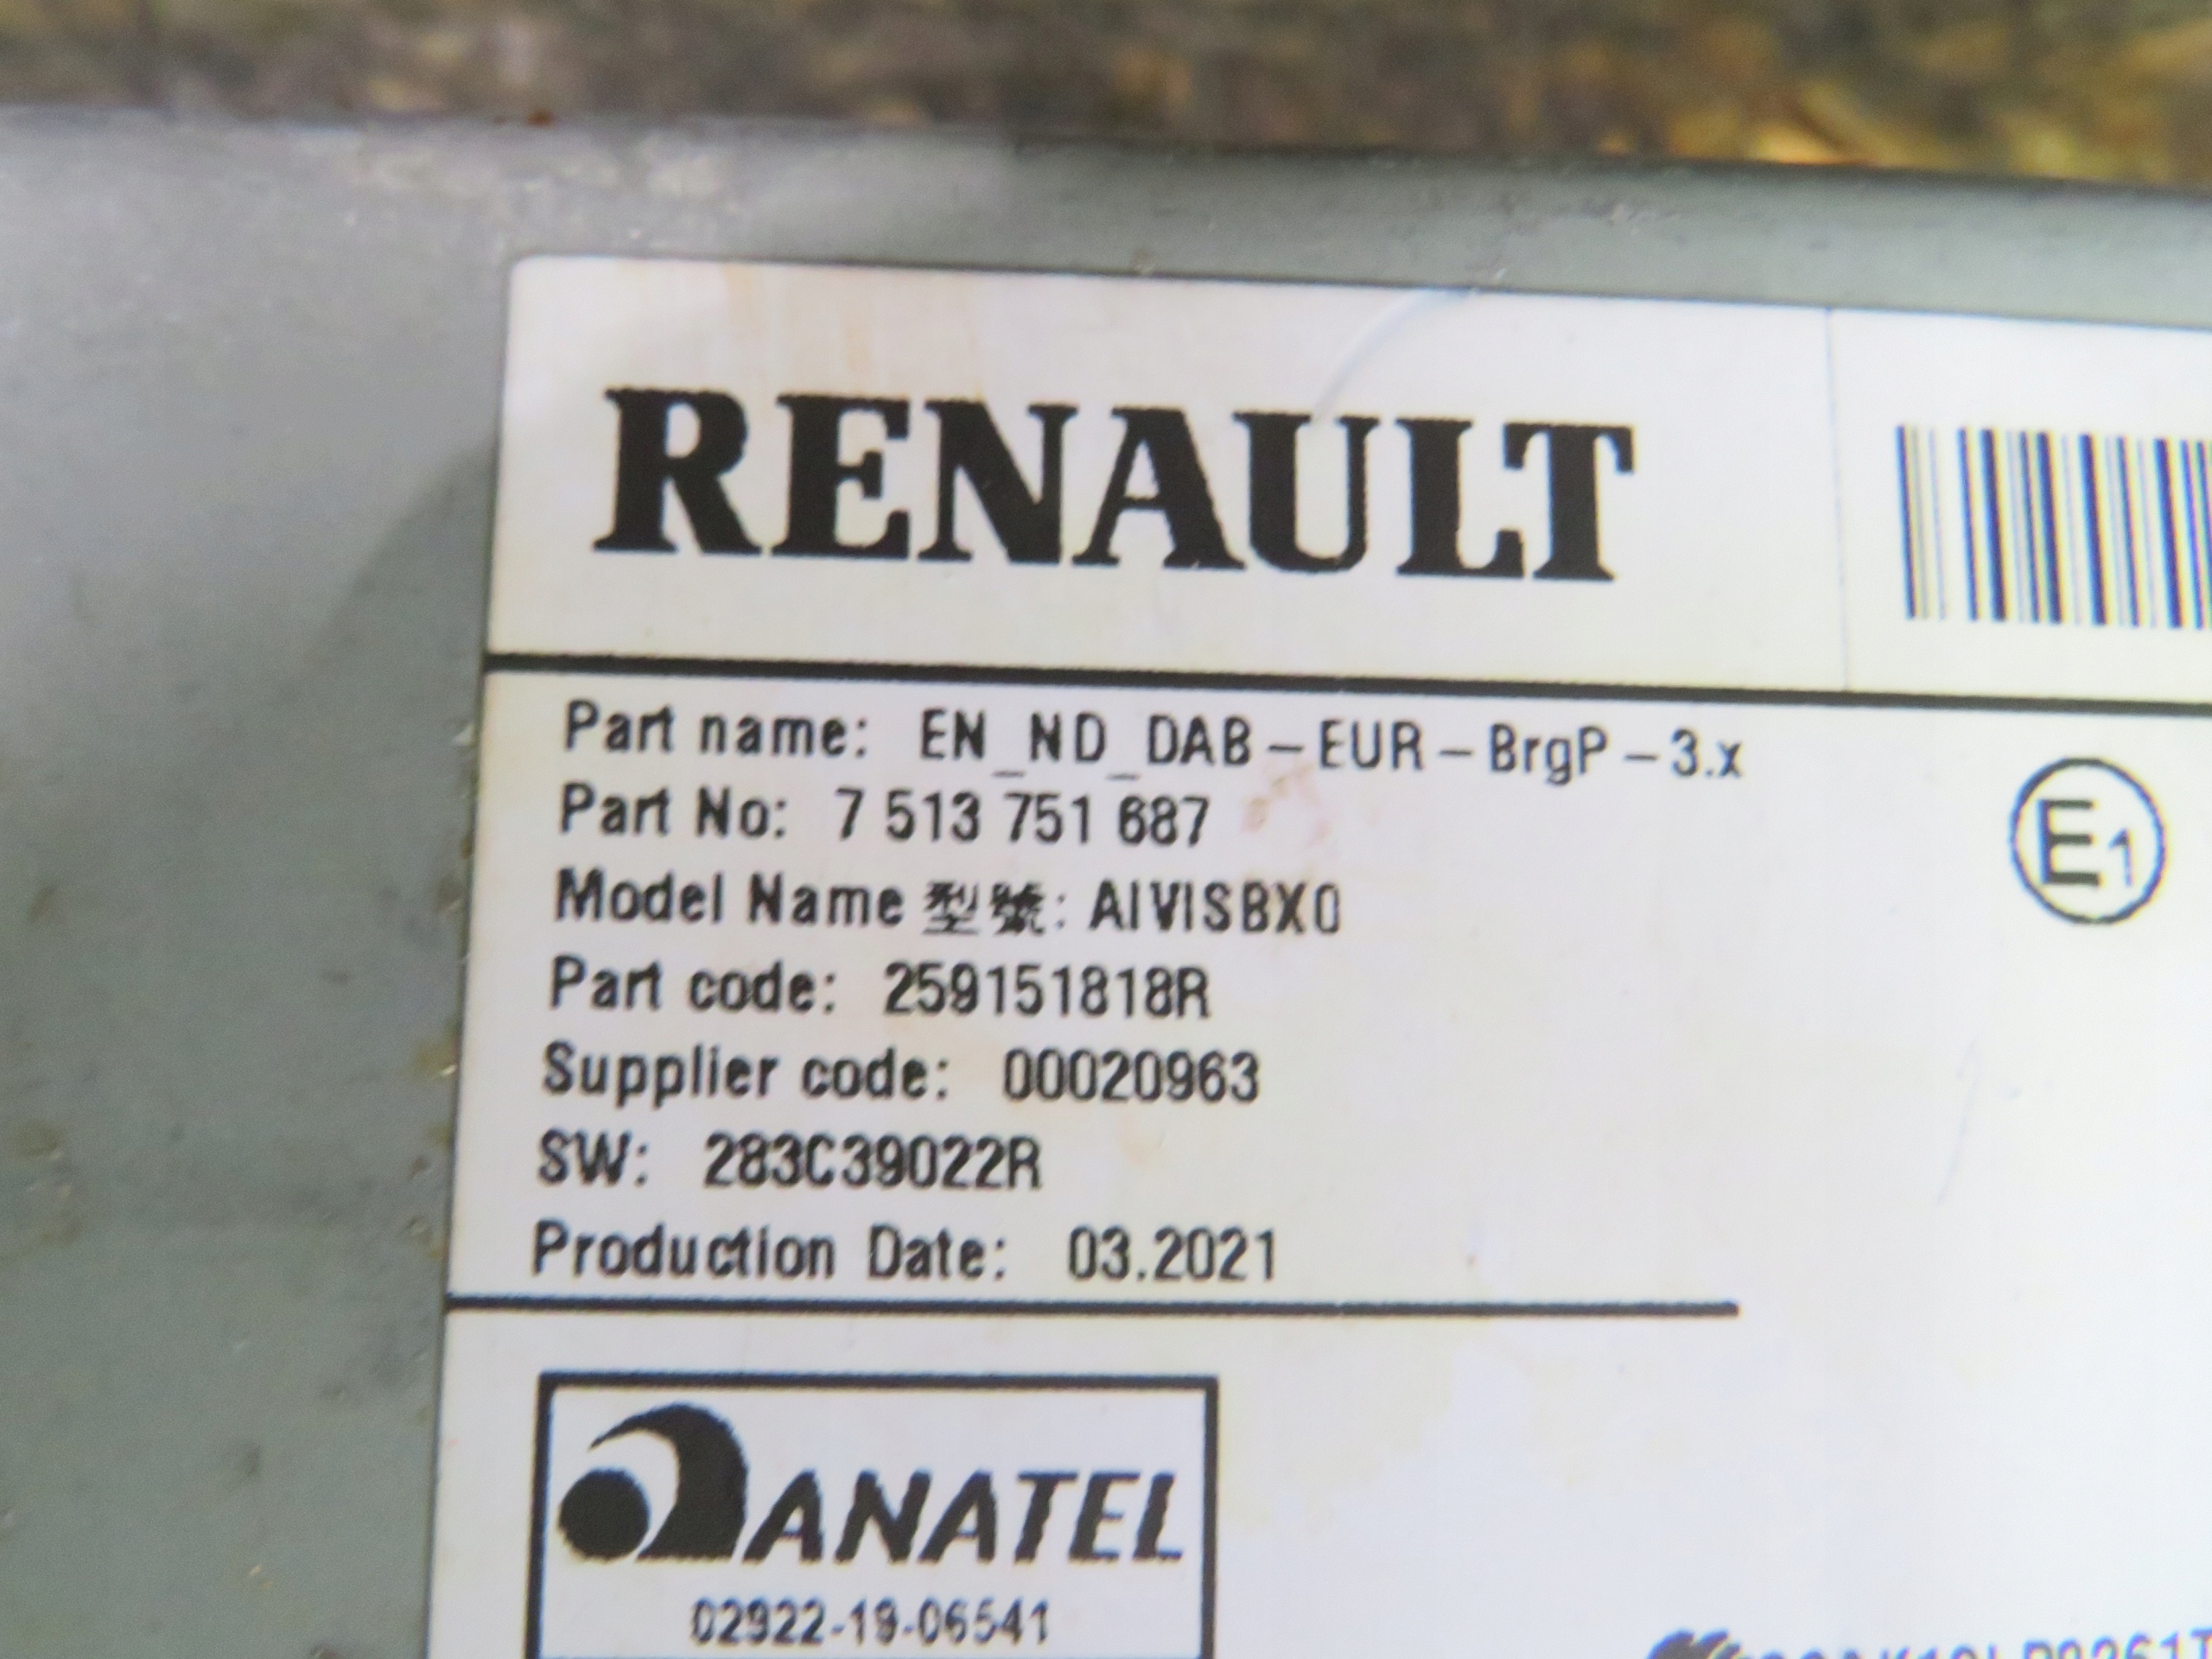 RENAULT
Part name: EN_ND_DAB-EUR-BrgP-3.x
Part No: 7 513 751 687
E1
Model Name 型號: AIVISBX0
Part code: 259151818R
Supplier code: 00020963
SW: 283C39022R
Production Date: 03.2021
ANATEL
02922-19-06541